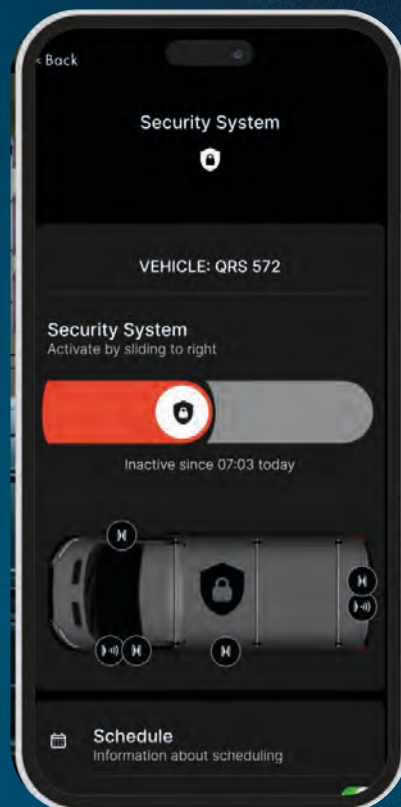 < Back
Security System
VEHICLE: QRS 572
Security System
Activate by sliding to right
Inactive since 07:03 today
Schedule
Information about scheduling